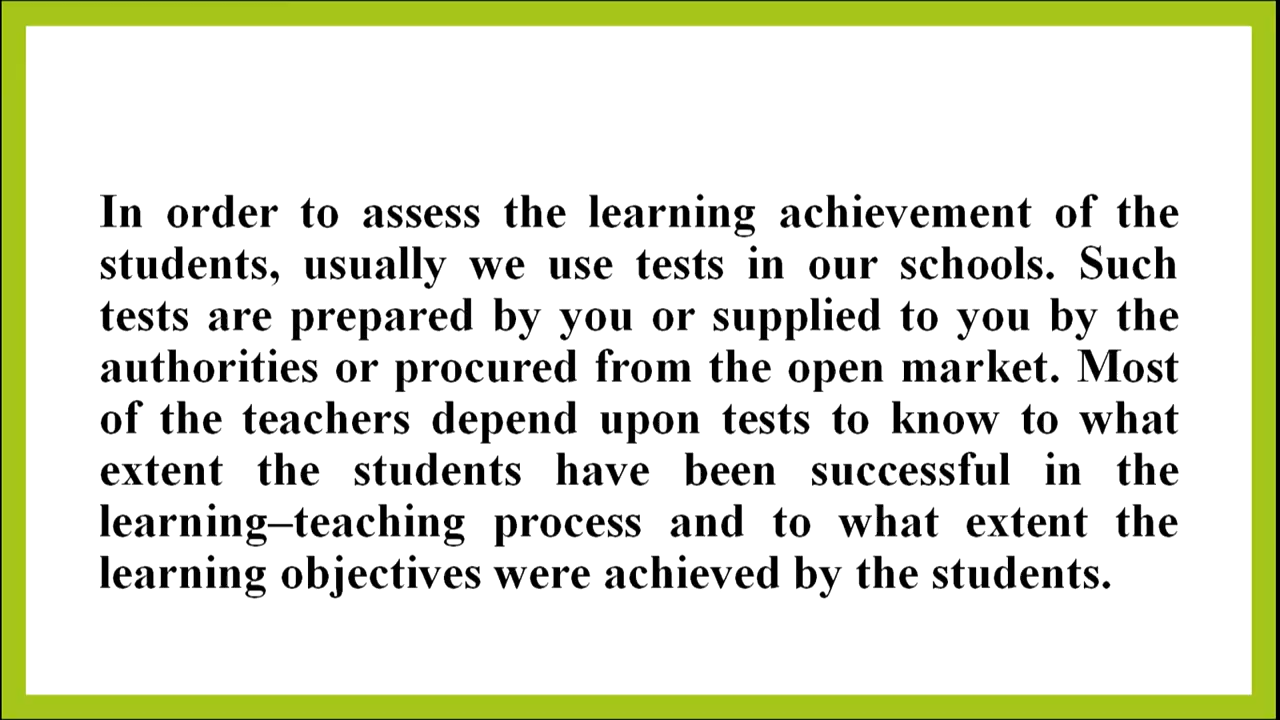 In order to assess the learning achievement of the
students, usually we use tests in our schools. Such
tests are prepared by you or supplied to you by the
authorities or procured from the open market. Most
of the teachers depend upon tests to know to what
extent the students have been successful in the
learning–teaching process and to what extent the
learning objectives were achieved by the students.